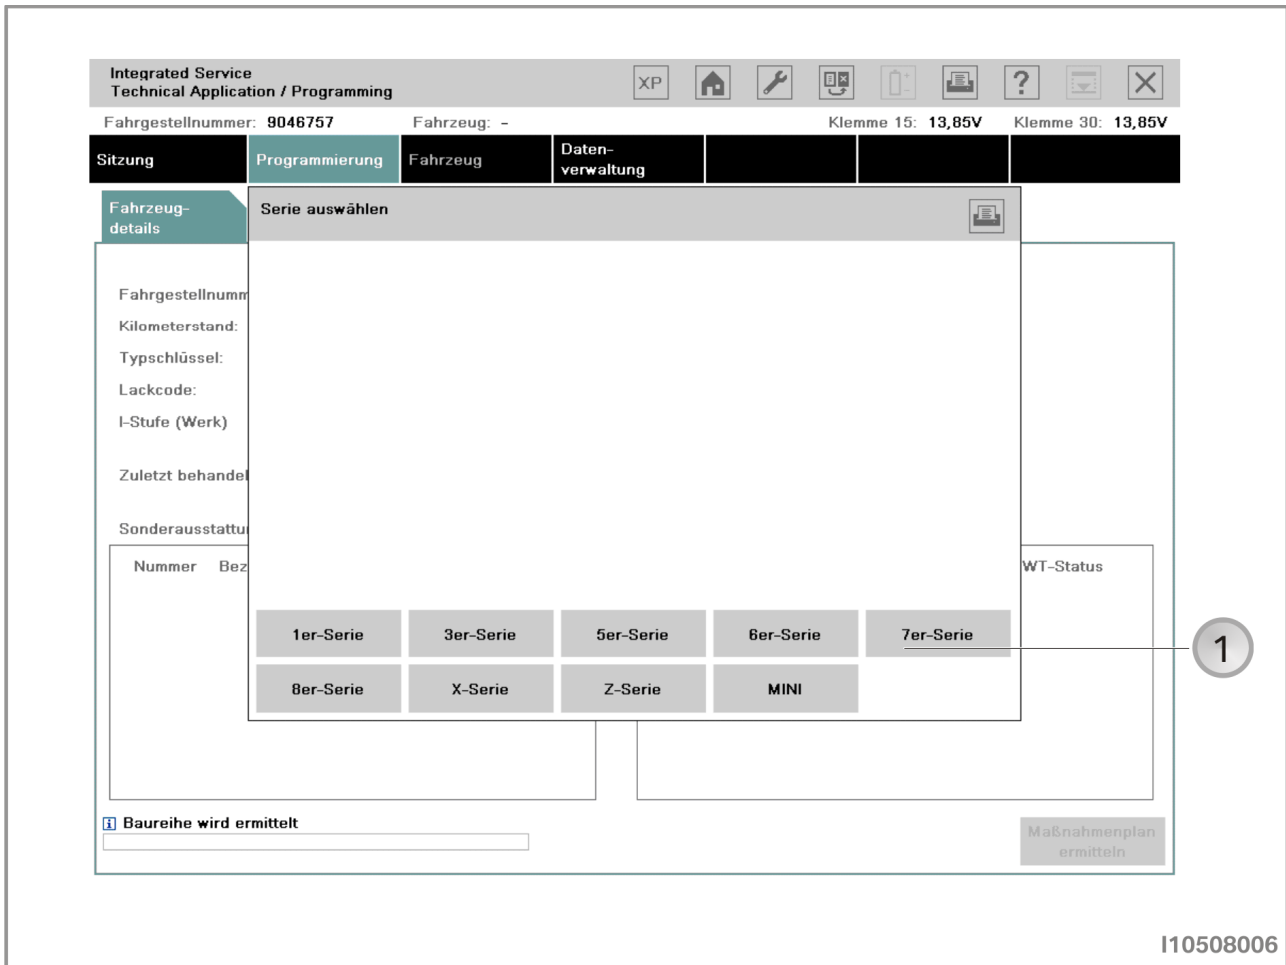 Integrated Service
Technical Application / Programming
XP
?
Fahrgestellnummer: 9046757 Fahrzeug: - Klemme 15: 13,85V Klemme 30: 13,85V
Sitzung Programmierung Fahrzeug Daten-
verwaltung
Fahrzeug-
details
Serie auswählen
Fahrgestellnumm
Kilometerstand:
Typschlüssel:
Lackcode:
I-Stufe (Werk)
Zuletzt behandel
Sonderausstattu
Nummer Bez WT-Status
1er-Serie 3er-Serie 5er-Serie 6er-Serie 7er-Serie
1
8er-Serie X-Serie Z-Serie MINI
i Baureihe wird ermittelt
Maßnahmenplan
ermitteln
I10508006